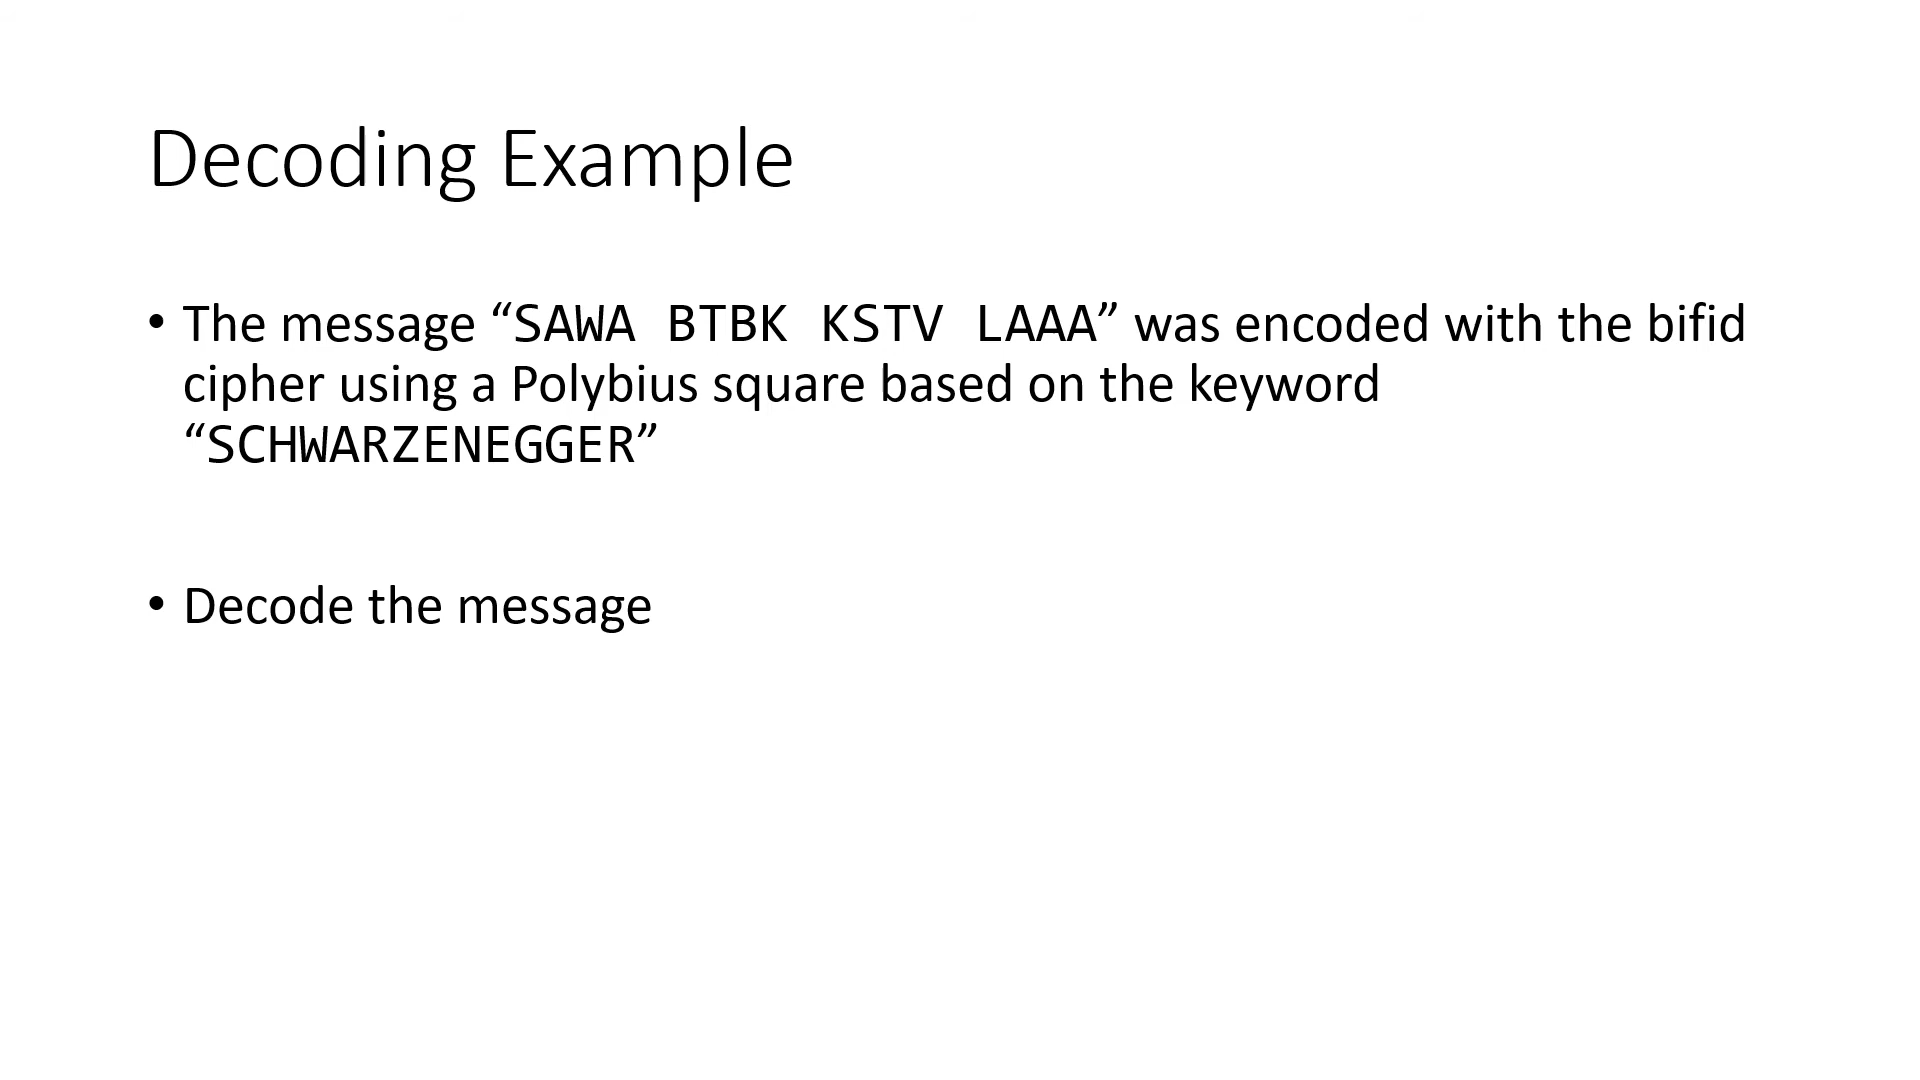 Decoding Example
• The message “SAWA BTBK KSTV LAAA” was encoded with the bifid
cipher using a Polybius square based on the keyword
“SCHWARZENEGGER”
• Decode the message